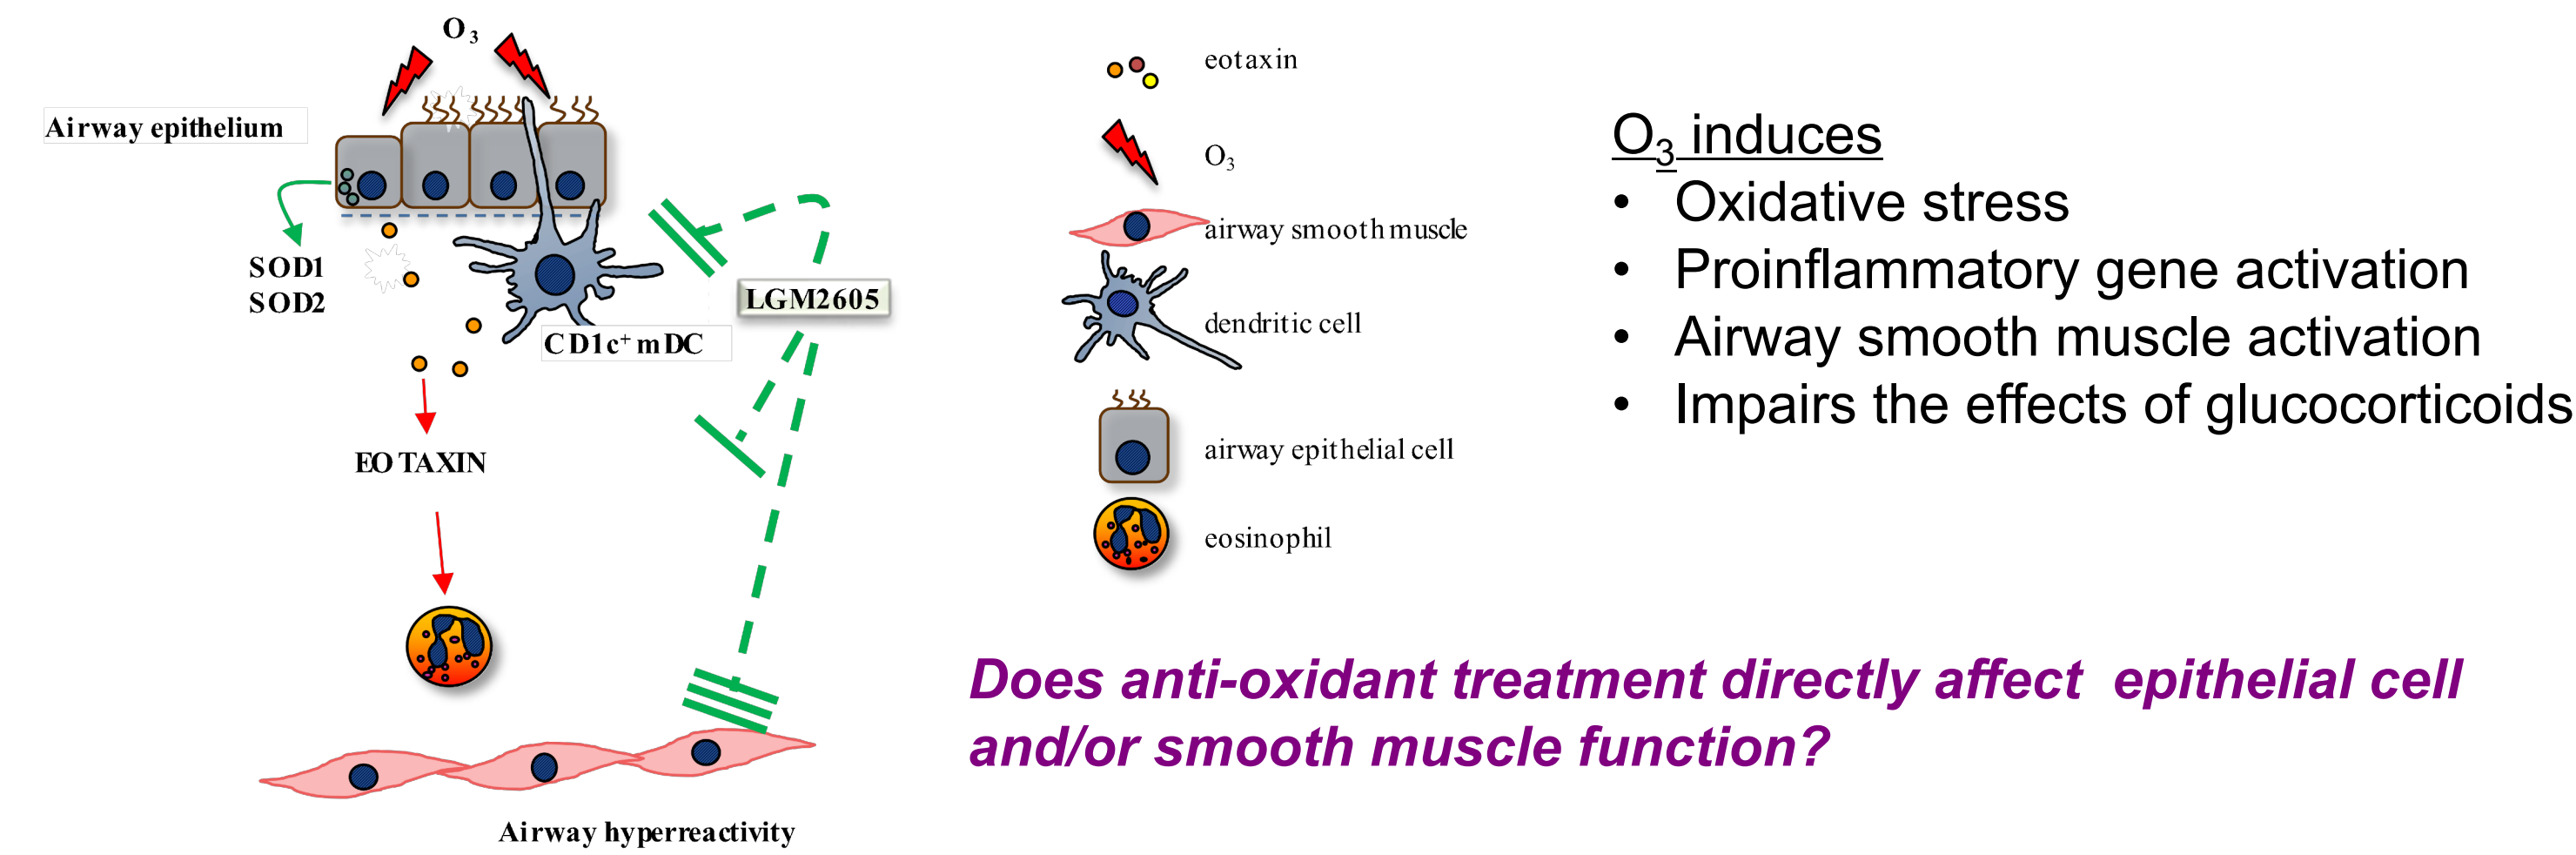 O3
Airway epithelium
SOD1
SOD2
LGM2605
CD1c+ mDC
EOTAXIN
Airway hyperreactivity
eotaxin
O3
airway smooth muscle
dendritic cell
airway epithelial cell
eosinophil
O3 induces
• Oxidative stress
• Proinflammatory gene activation
• Airway smooth muscle activation
• Impairs the effects of glucocorticoids
Does anti-oxidant treatment directly affect epithelial cell
and/or smooth muscle function?